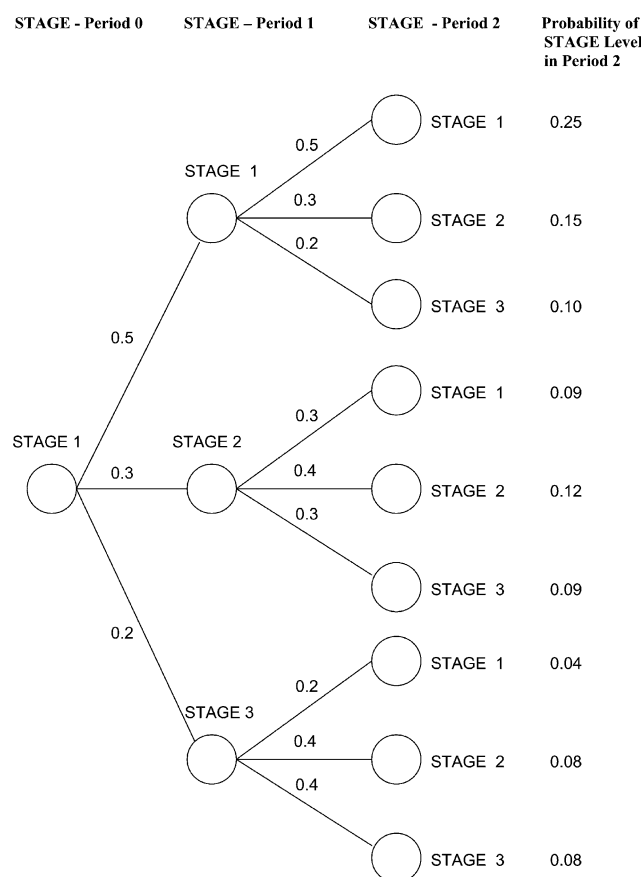 STAGE - Period 0 STAGE – Period 1 STAGE - Period 2 Probability of
STAGE Level
in Period 2
STAGE 1 0.25
0.5
STAGE 1
0.3
STAGE 2 0.15
0.2
STAGE 3 0.10
0.5
STAGE 1 0.09
0.3
STAGE 1 STAGE 2
0.3
0.4
STAGE 2 0.12
0.3
STAGE 3 0.09
0.2
STAGE 1 0.04
0.2
STAGE 3
0.4
STAGE 2 0.08
0.4
STAGE 3 0.08